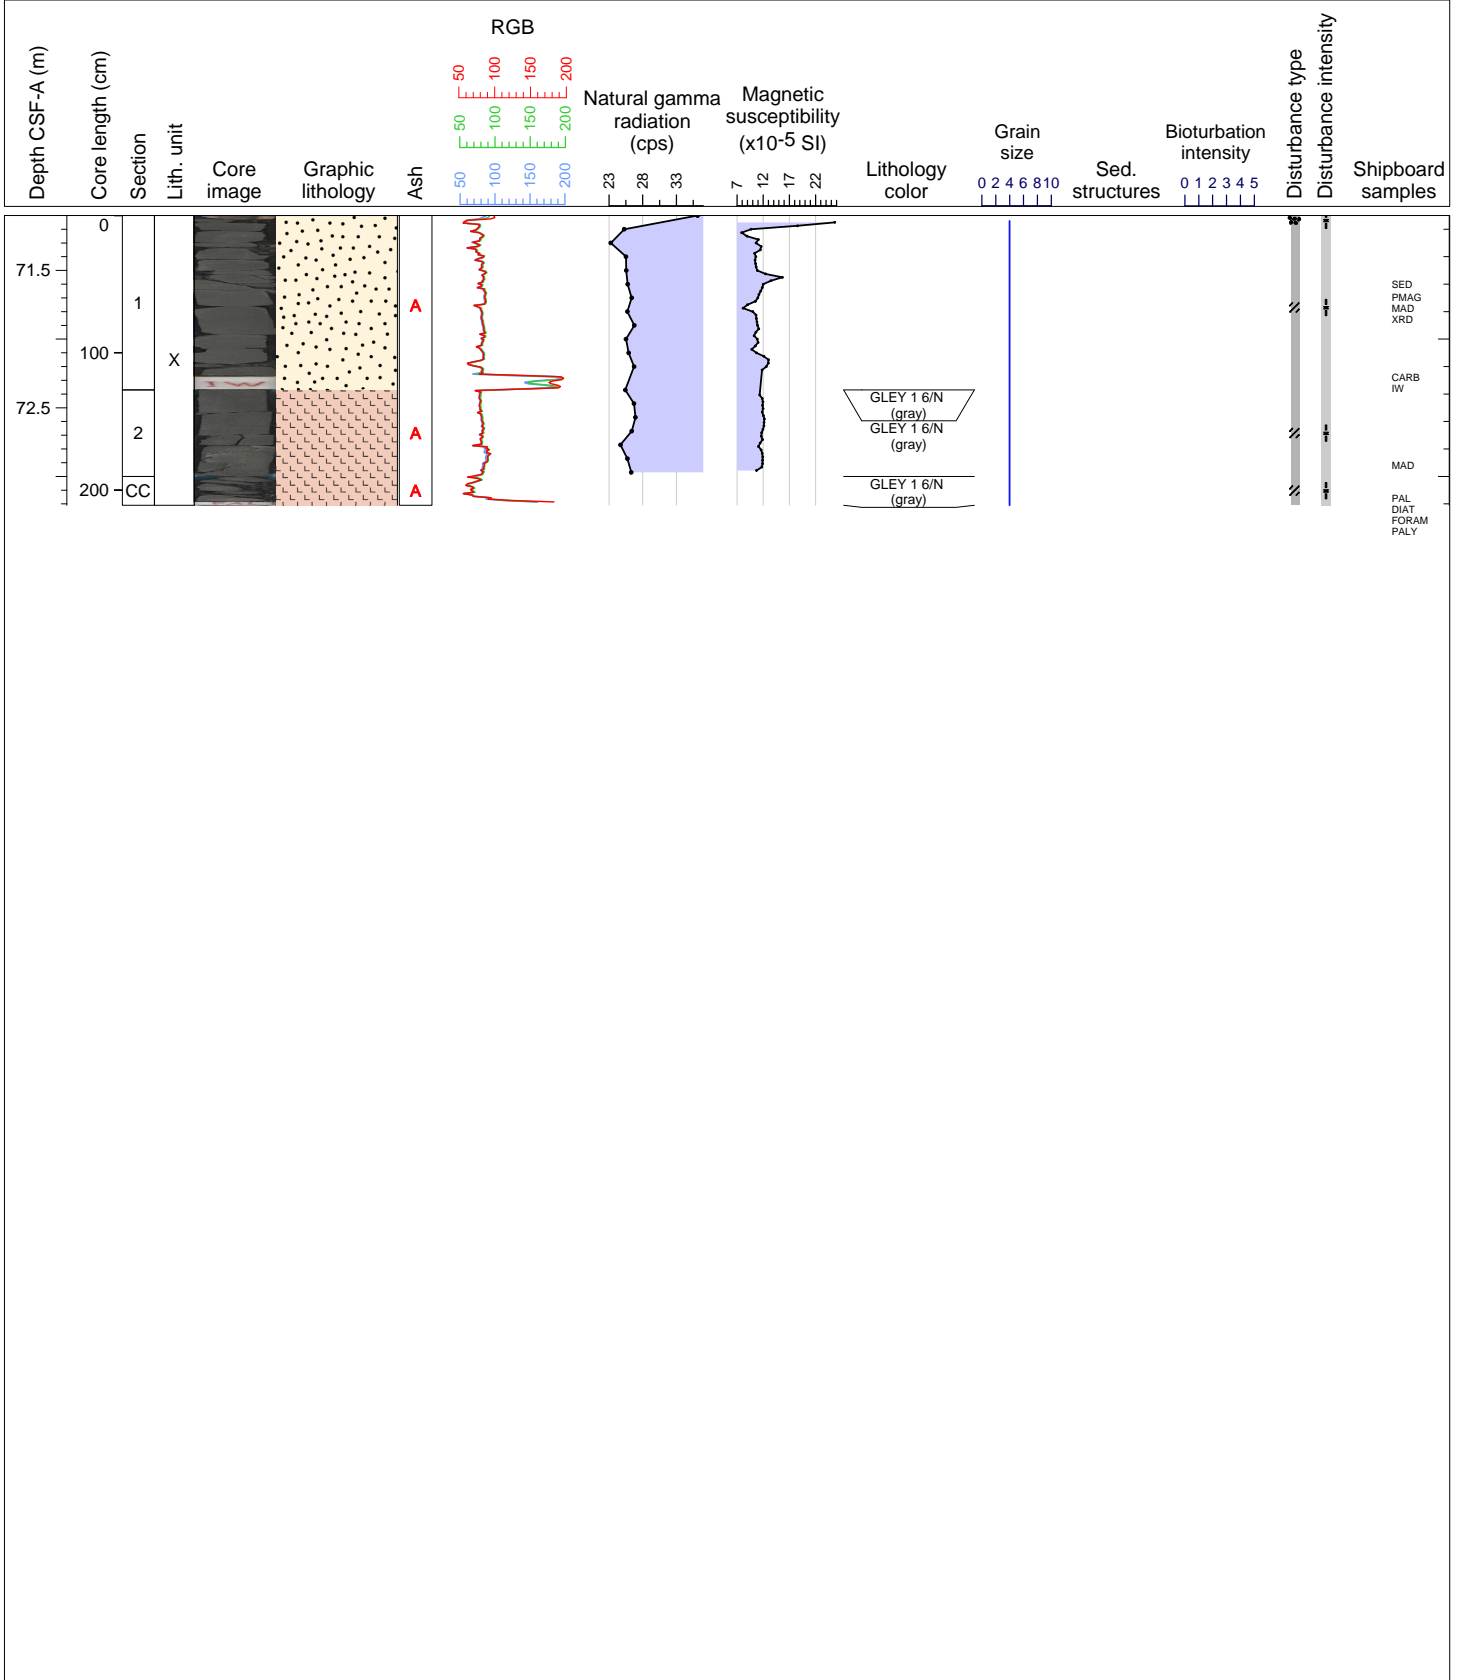 Depth CSF-A (m)
Core length (cm)
Section
Lith. unit
Core
image
Graphic
lithology
Ash
RGB
50 100 150 200
50 100 150 200
50 100 150 200
Natural gamma
radiation
(cps)
23 28 33
Magnetic
susceptibility
(x10-5 SI)
7 12 17 22
Lithology
color
Grain
size
0 2 4 6 8 10
Sed.
structures
Bioturbation
intensity
0 1 2 3 4 5
Disturbance type
Disturbance intensity
Shipboard
samples
0
71.5
1
A
SED
PMAG
MAD
XRD
100
X
CARB
IW
72.5
GLEY 1 6/N
(gray)
2
A
GLEY 1 6/N
(gray)
MAD
200
CC
A
GLEY 1 6/N
(gray)
PAL
DIAT
FORAM
PALY